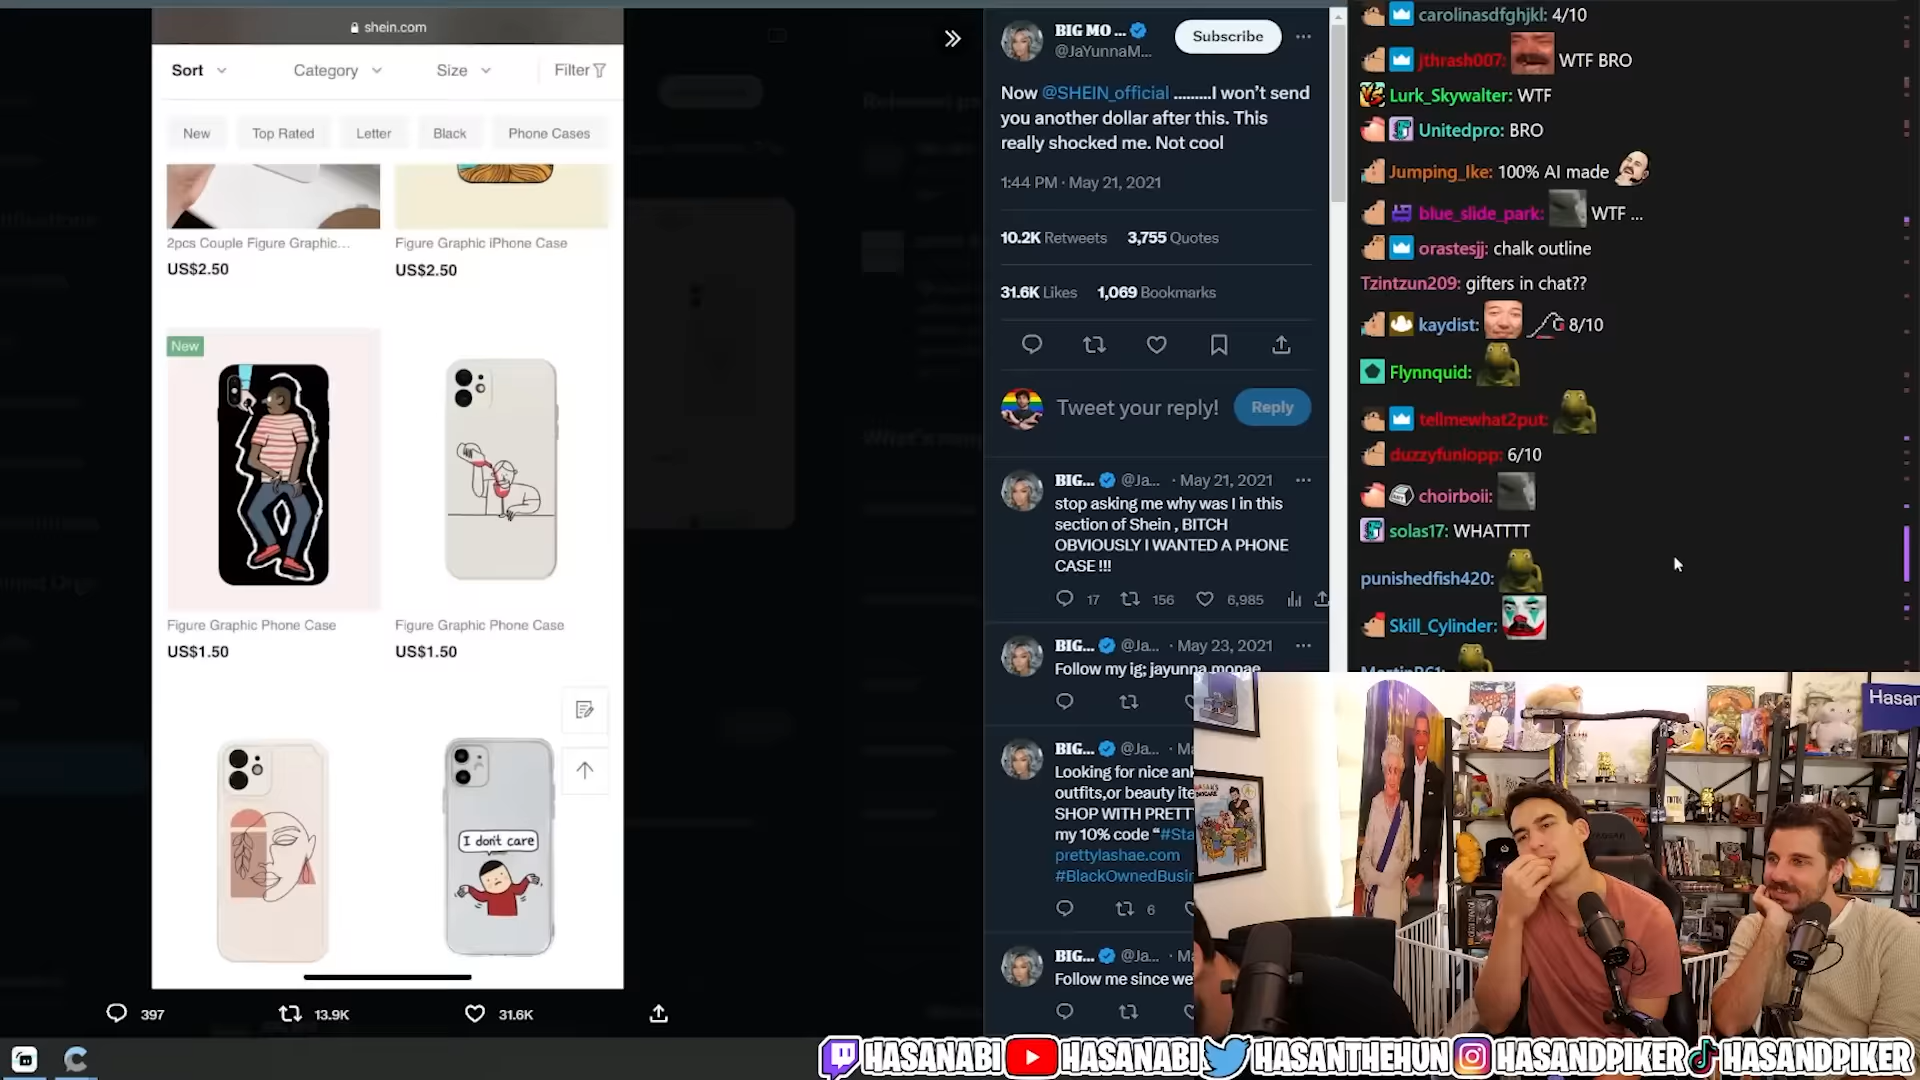 shein.com
Sort
Category
Size
Filter
New
Top Rated
Letter
Black
Phone Cases
2pcs Couple Figure Graphic...
US$2.50
Figure Graphic iPhone Case
US$2.50
New
Figure Graphic Phone Case
US$1.50
Figure Graphic Phone Case
US$1.50
I don't care
397
13.9K
31.6K
BIG MO ...
@JaYunnaM...
Subscribe
Now @SHEIN_official .........I won't send
you another dollar after this. This
really shocked me. Not cool
1:44 PM · May 21, 2021
10.2K Retweets 3,755 Quotes
31.6K Likes 1,069 Bookmarks
Tweet your reply!
Reply
BIG... @Ja... · May 21, 2021
stop asking me why was I in this
section of Shein , BITCH
OBVIOUSLY I WANTED A PHONE
CASE !!!
17 156 6,985
BIG... @Ja... · May 23, 2021
Follow my ig; jayunna monae
BIG... @Ja... · Ma
Looking for nice ank
outfits,or beauty ite
SHOP WITH PRETT
my 10% code "#Sta
prettylashae.com
#BlackOwnedBusi
6
BIG... @Ja... · Ma
Follow me since we
carolinasdfghjkl: 4/10
jthrash007: WTF BRO
Lurk_Skywalter: WTF
Unitedpro: BRO
Jumping_Ike: 100% AI made
blue_slide_park: WTF ...
orastesjj: chalk outline
Tzintzun209: gifters in chat??
kaydist: 8/10
Flynnquid:
tellmewhat2put:
duzzyfunlopp: 6/10
choirboii:
solas17: WHATTTT
punishedfish420:
Skill_Cylinder:
Hasan
HASANABI HASANABI HASANTHEHUN HASANDPIKER HASANDPIKER